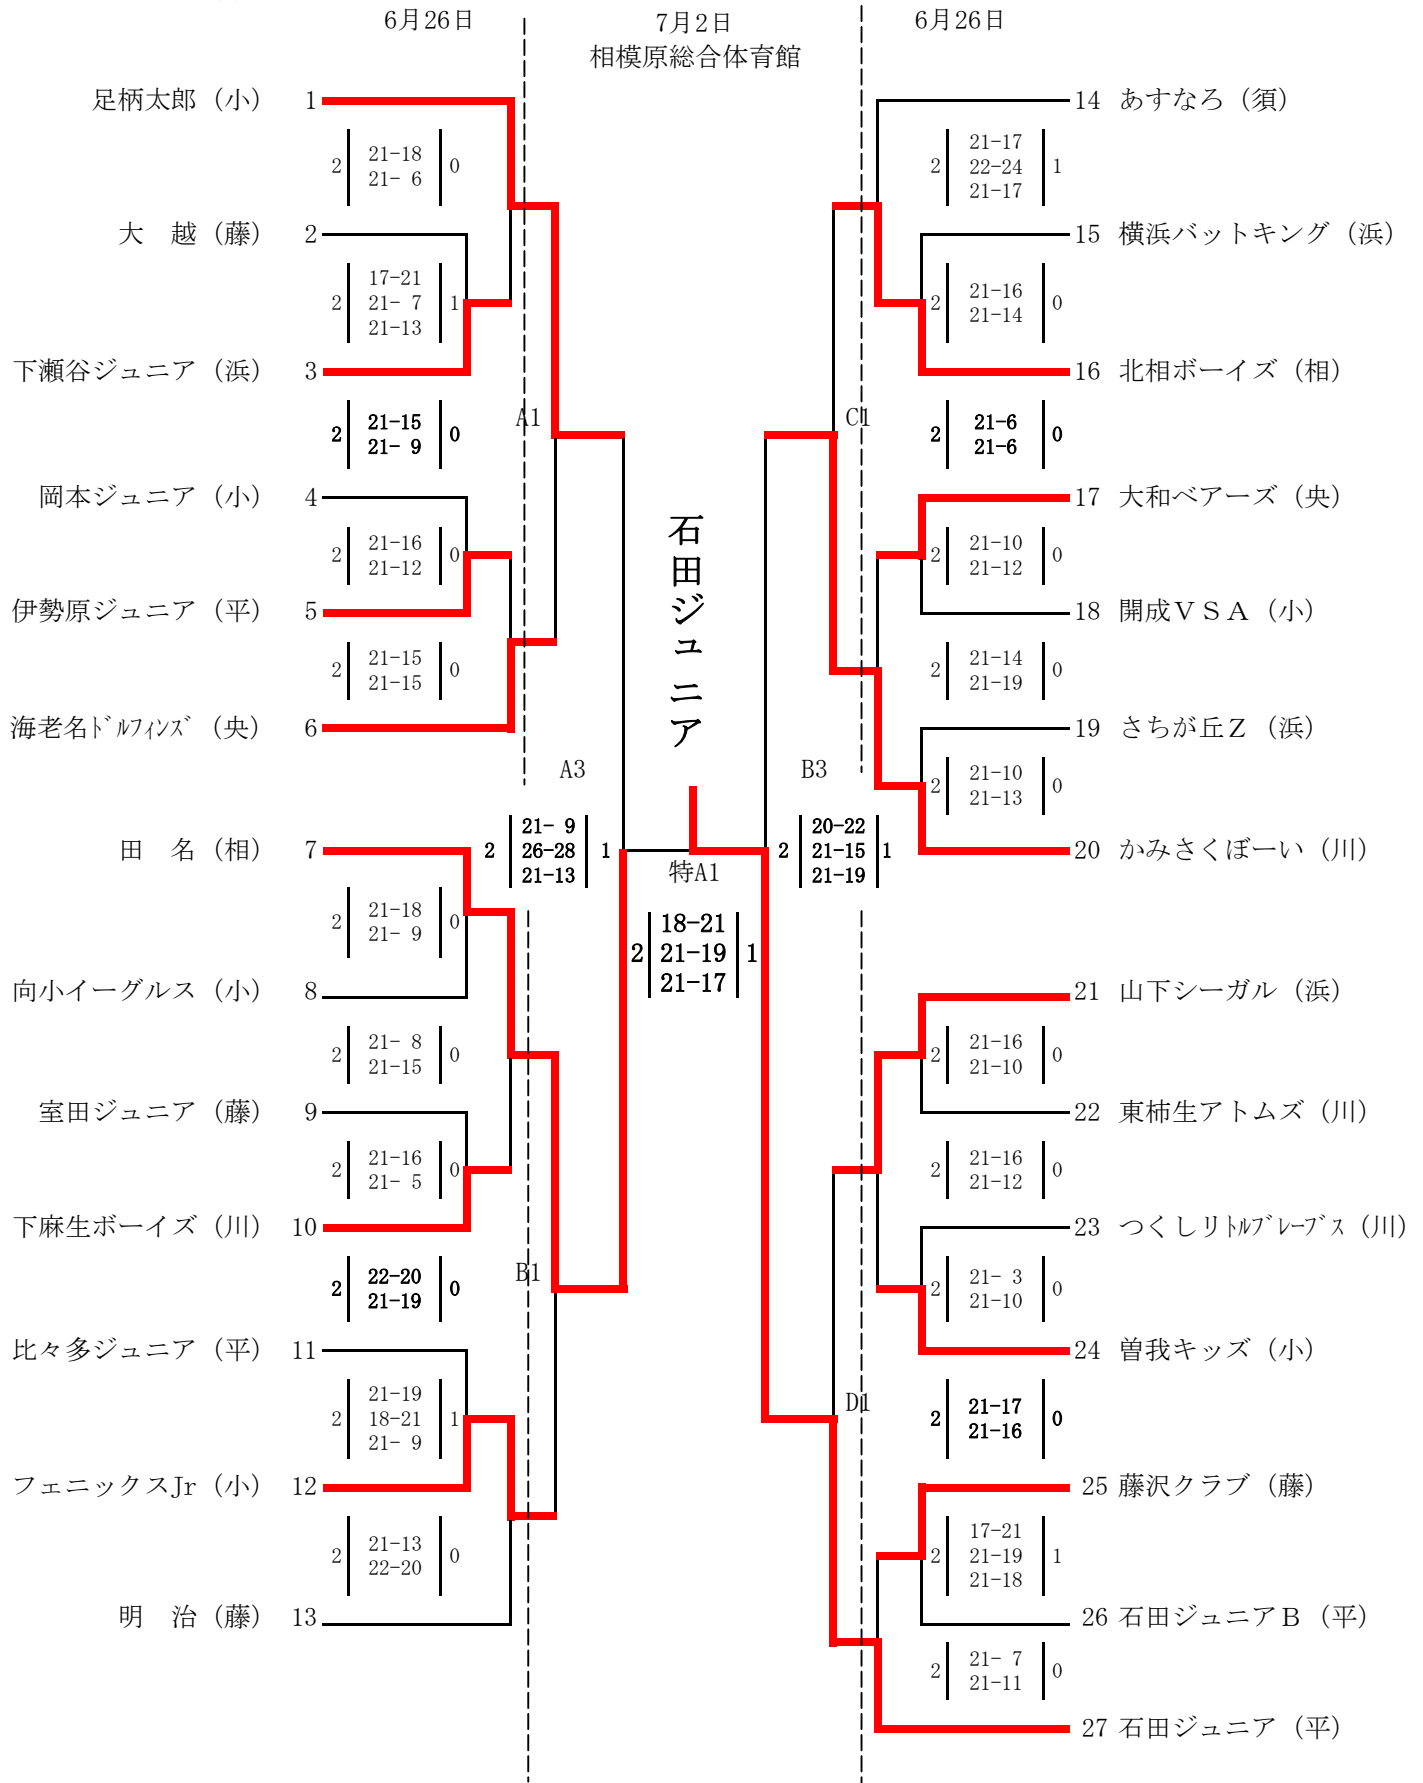 6月26日
7月2日
相模原総合体育館
6月26日
足柄太郎（小） 1
2 21-18 0
21- 6
大　越（藤） 2
17-21
2 21- 7 1
21-13
下瀬谷ジュニア（浜） 3
2 21-15 0
21- 9
A1
岡本ジュニア（小） 4
2 21-16 0
21-12
伊勢原ジュニア（平） 5
2 21-15 0
21-15
海老名ﾄﾞﾙﾌｨﾝｽﾞ（央） 6
A3
21- 9
2 26-28 1
21-13
田　名（相） 7
2 21-18 0
21- 9
向小イーグルス（小） 8
2 21- 8 0
21-15
室田ジュニア（藤） 9
2 21-16 0
21- 5
下麻生ボーイズ（川） 10
2 22-20 0
21-19
B1
比々多ジュニア（平） 11
21-19
2 18-21 1
21- 9
フェニックスJr（小） 12
2 21-13 0
22-20
明　治（藤） 13
石田ジュニア
特A1
18-21
2 21-19 1
21-17
14 あすなろ（須）
21-17
2 22-24 1
21-17
15 横浜バットキング（浜）
2 21-16 0
21-14
16 北相ボーイズ（相）
C1
2 21-6 0
21-6
17 大和ベアーズ（央）
2 21-10 0
21-12
18 開成ＶＳＡ（小）
2 21-14 0
21-19
19 さちが丘Ｚ（浜）
2 21-10 0
21-13
B3
20-22
2 21-15 1
21-19
20 かみさくぼーい（川）
21 山下シーガル（浜）
2 21-16 0
21-10
22 東柿生アトムズ（川）
2 21-16 0
21-12
23 つくしﾘﾄﾙﾌﾞﾚｰﾌﾞｽ（川）
2 21- 3 0
21-10
24 曽我キッズ（小）
D1
2 21-17 0
21-16
25 藤沢クラブ（藤）
17-21
2 21-19 1
21-18
26 石田ジュニアＢ（平）
2 21- 7 0
21-11
27 石田ジュニア（平）